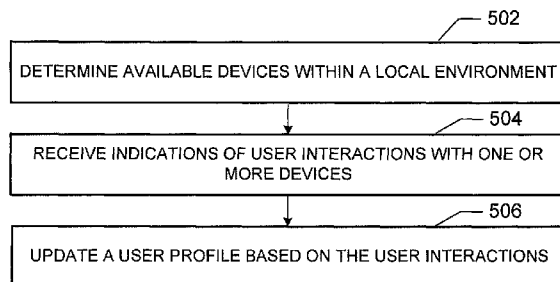 502
DETERMINE AVAILABLE DEVICES WITHIN A LOCAL ENVIRONMENT
504
RECEIVE INDICATIONS OF USER INTERACTIONS WITH ONE OR
MORE DEVICES
506
UPDATE A USER PROFILE BASED ON THE USER INTERACTIONS